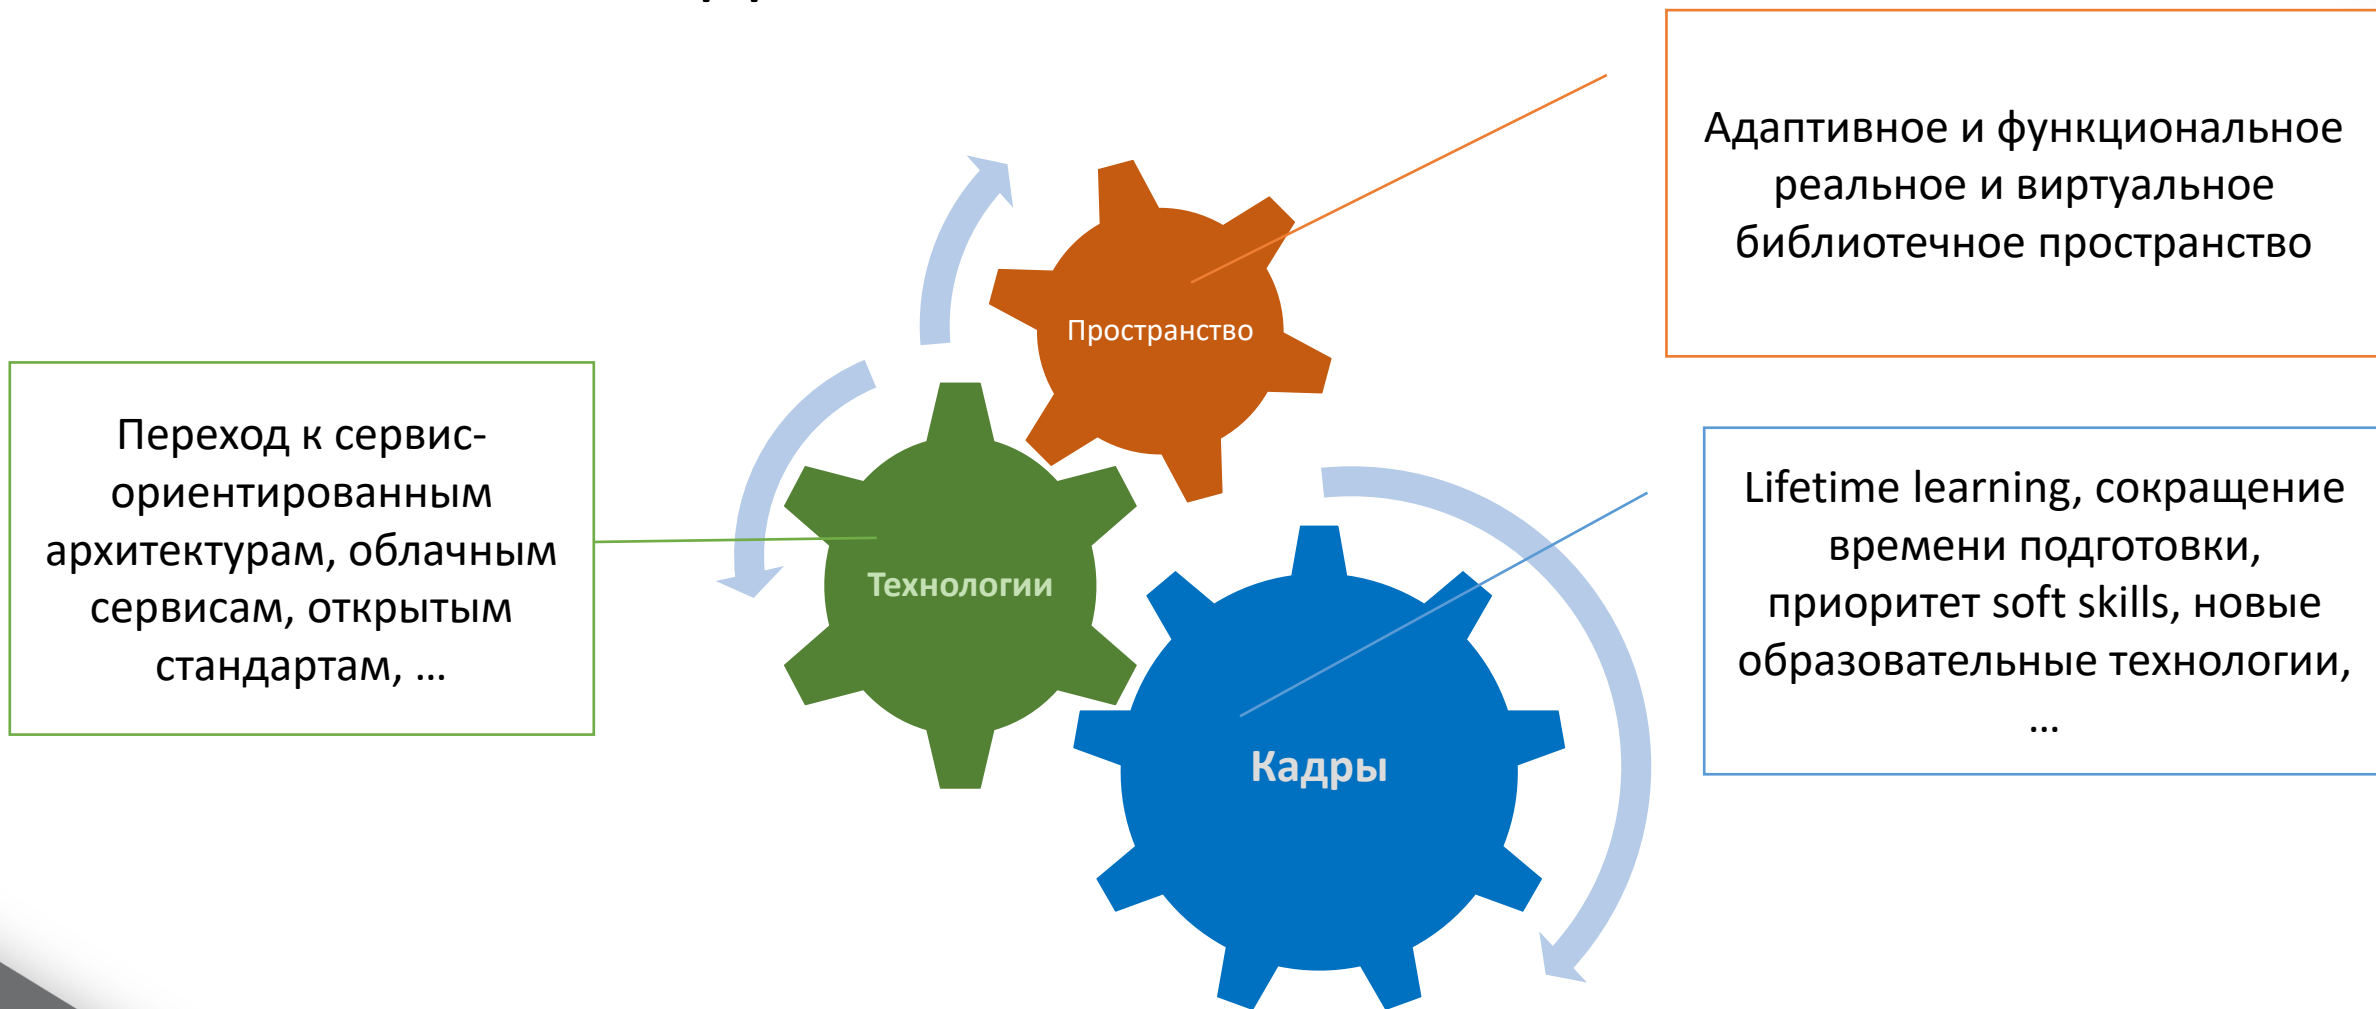 Адаптивное и функциональное
реальное и виртуальное
библиотечное пространство
Пространство
Переход к сервис-
ориентированным
архитектурам, облачным
сервисам, открытым
стандартам, ...
Технологии
Lifetime learning, сокращение
времени подготовки,
приоритет soft skills, новые
образовательные технологии,
...
Кадры